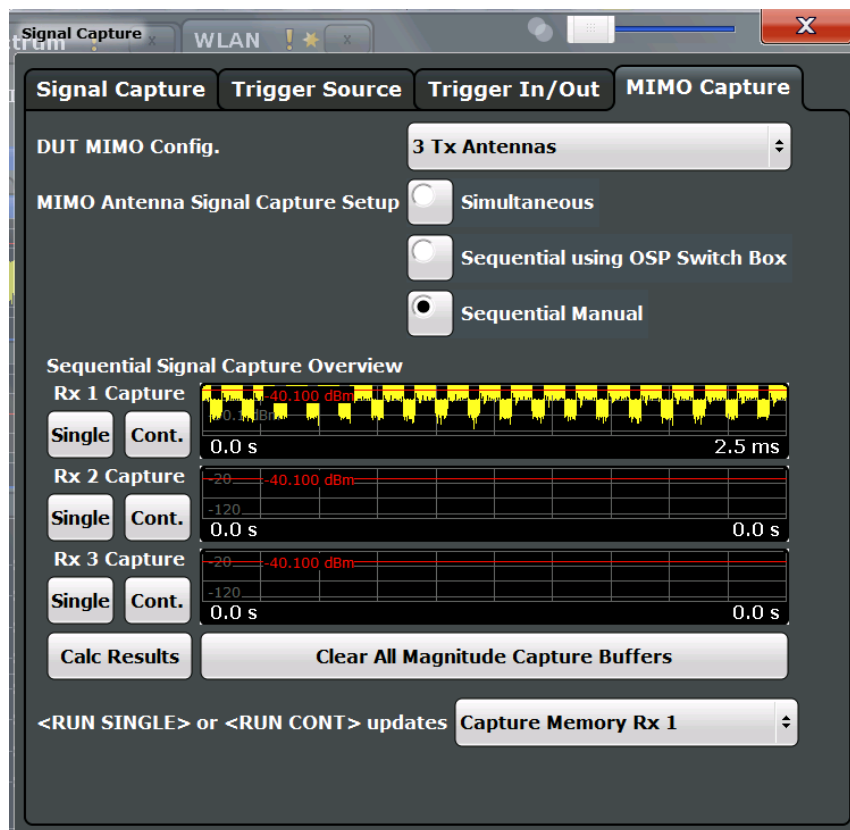 Signal Capture
WLAN ! x
X
Signal Capture Trigger Source Trigger In/Out MIMO Capture
DUT MIMO Config. 3 Tx Antennas
MIMO Antenna Signal Capture Setup Simultaneous
Sequential using OSP Switch Box
Sequential Manual
Sequential Signal Capture Overview
Rx 1 Capture -40.100 dBm
Single Cont. 0.0 s 2.5 ms
Rx 2 Capture -20 -40.100 dBm
-120
Single Cont. 0.0 s 0.0 s
Rx 3 Capture -20 -40.100 dBm
-120
Single Cont. 0.0 s 0.0 s
Calc Results Clear All Magnitude Capture Buffers
<RUN SINGLE> or <RUN CONT> updates Capture Memory Rx 1